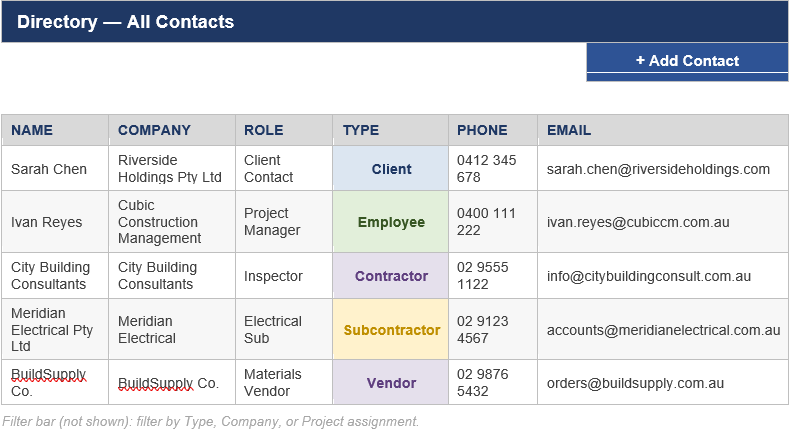 Directory — All Contacts
+ Add Contact
NAME COMPANY ROLE TYPE PHONE EMAIL
Sarah Chen
Riverside
Holdings Pty Ltd
Client
Contact
Client
0412 345
678
sarah.chen@riversideholdings.com
Ivan Reyes
Cubic
Construction
Management
Project
Manager
Employee
0400 111
222
ivan.reyes@cubiccm.com.au
City Building
Consultants
City Building
Consultants
Inspector
Contractor
02 9555
1122
info@citybuildingconsult.com.au
Meridian
Electrical Pty
Ltd
Meridian
Electrical
Electrical
Sub
Subcontractor
02 9123
4567
accounts@meridianelectrical.com.au
BuildSupply
Co.
BuildSupply Co.
Materials
Vendor
Vendor
02 9876
5432
orders@buildsupply.com.au
Filter bar (not shown): filter by Type, Company, or Project assignment.